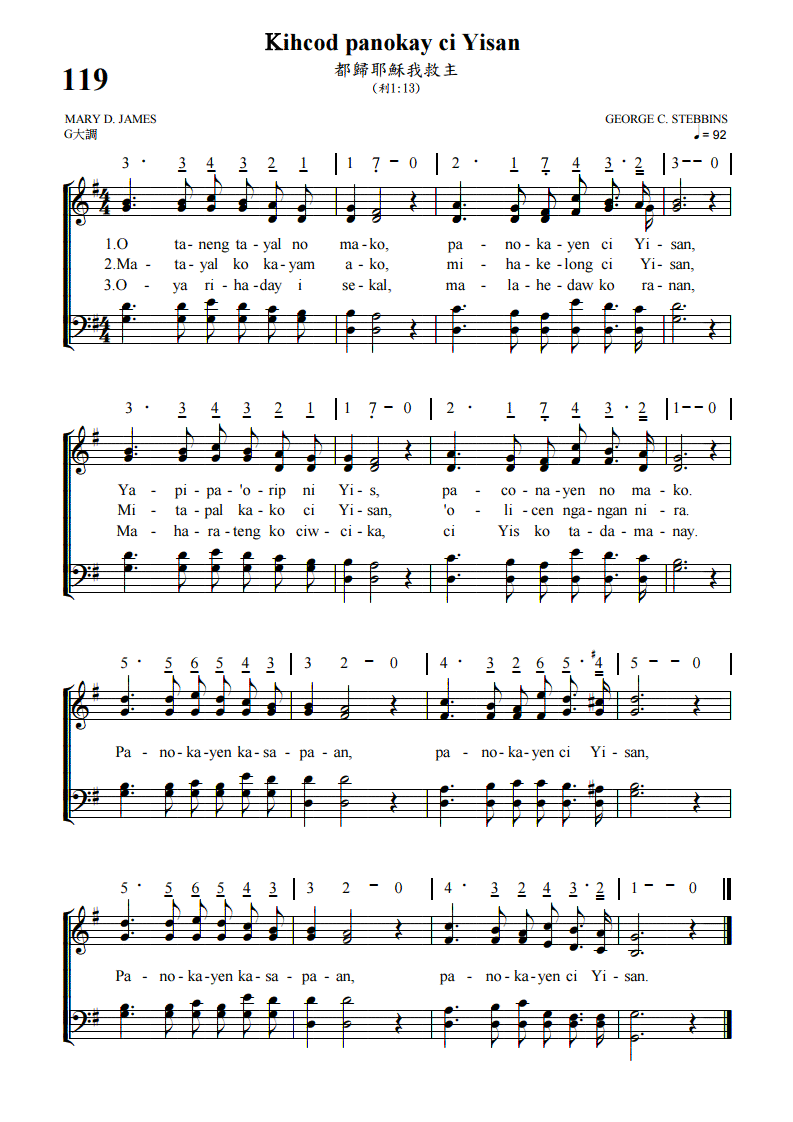 Kihcod panokay ci Yisan
119
都歸耶穌我救主
(利1:13)
MARY D. JAMES
GEORGE C. STEBBINS
G大調
♩ = 92
3 · 3 4 3 2 1 | 1 7 - 0 | 2 · 1 7 4 3 · 2 | 3 - - 0 |
1.O ta- neng ta- yal no ma- ko, pa - no- ka- yen ci Yi- san,
2.Ma - ta- yal ko ka- yam a - ko, mi - ha- ke - long ci Yi - san,
3.O - ya ri - ha- day i se - kal, ma - la - he- daw ko ra - nan,
3 · 3 4 3 2 1 | 1 7 - 0 | 2 · 1 7 4 3 · 2 | 1 - - 0 |
Ya - pi - pa - 'o - rip ni Yi - s, pa - co - na- yen no ma - ko.
Mi - ta - pal ka - ko ci Yi - san, 'o - li - cen nga - ngan ni - ra.
Ma - ha - ra - teng ko ciw - ci - ka, ci Yis ko ta - da - ma - nay.
5 · 5 6 5 4 3 | 3 2 - 0 | 4 · 3 2 6 5 · #4 | 5 - - 0 |
Pa - no - ka - yen ka - sa - pa - an, pa - no - ka - yen ci Yi - san,
5 · 5 6 5 4 3 | 3 2 - 0 | 4 · 3 2 4 3 · 2 | 1 - - 0
Pa - no - ka - yen ka - sa - pa - an, pa - no - ka - yen ci Yi - san.